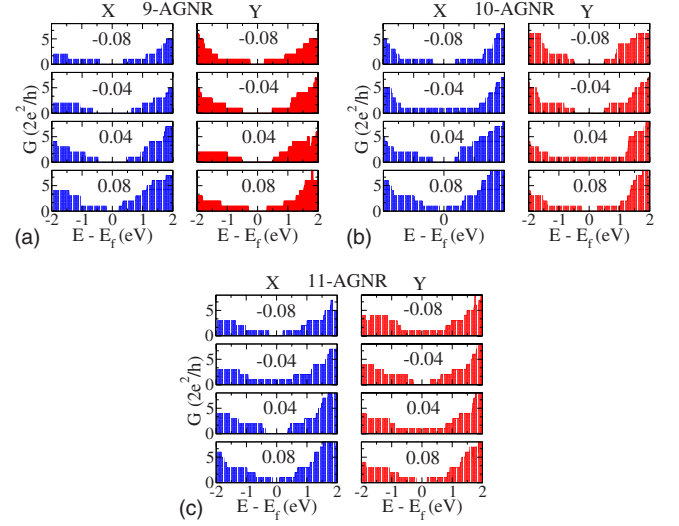 X 9-AGNR Y
X 10-AGNR Y
-0.08 -0.08 -0.08 -0.08
5 0 5 0
-0.04 -0.04 -0.04 -0.04
5 0 5 0
0.04 0.04 0.04 0.04
5 0 5 0
0.08 0.08 0.08 0.08
5 0 5 0
G (2e²/h)
G (2e²/h)
-2 -1 0 1 2 -2 -1 0 1 2 -2 0 2 -2 -1 0 1 2
(a) E - E_f (eV) E - E_f (eV) (b) E - E_f (eV) E - E_f (eV)
X 11-AGNR Y
-0.08 -0.08
5 0
-0.04 -0.04
5 0
0.04 0.04
5 0
0.08 0.08
5 0
G (2e²/h)
-2 -1 0 1 2 -2 -1 0 1 2
(c) E - E_f (eV) E - E_f (eV)